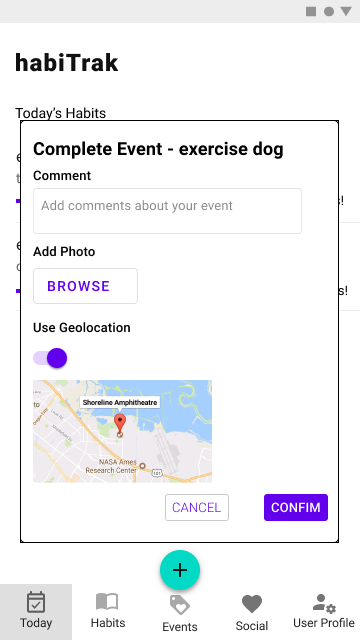 habiTrak
Today's Habits
Complete Event - exercise dog
Comment
Add comments about your event
Add Photo
BROWSE
Use Geolocation
Shoreline Amphitheatre
NASA Ames
Research Center
CANCEL
CONFIM
Today
Habits
Events
Social
User Profile